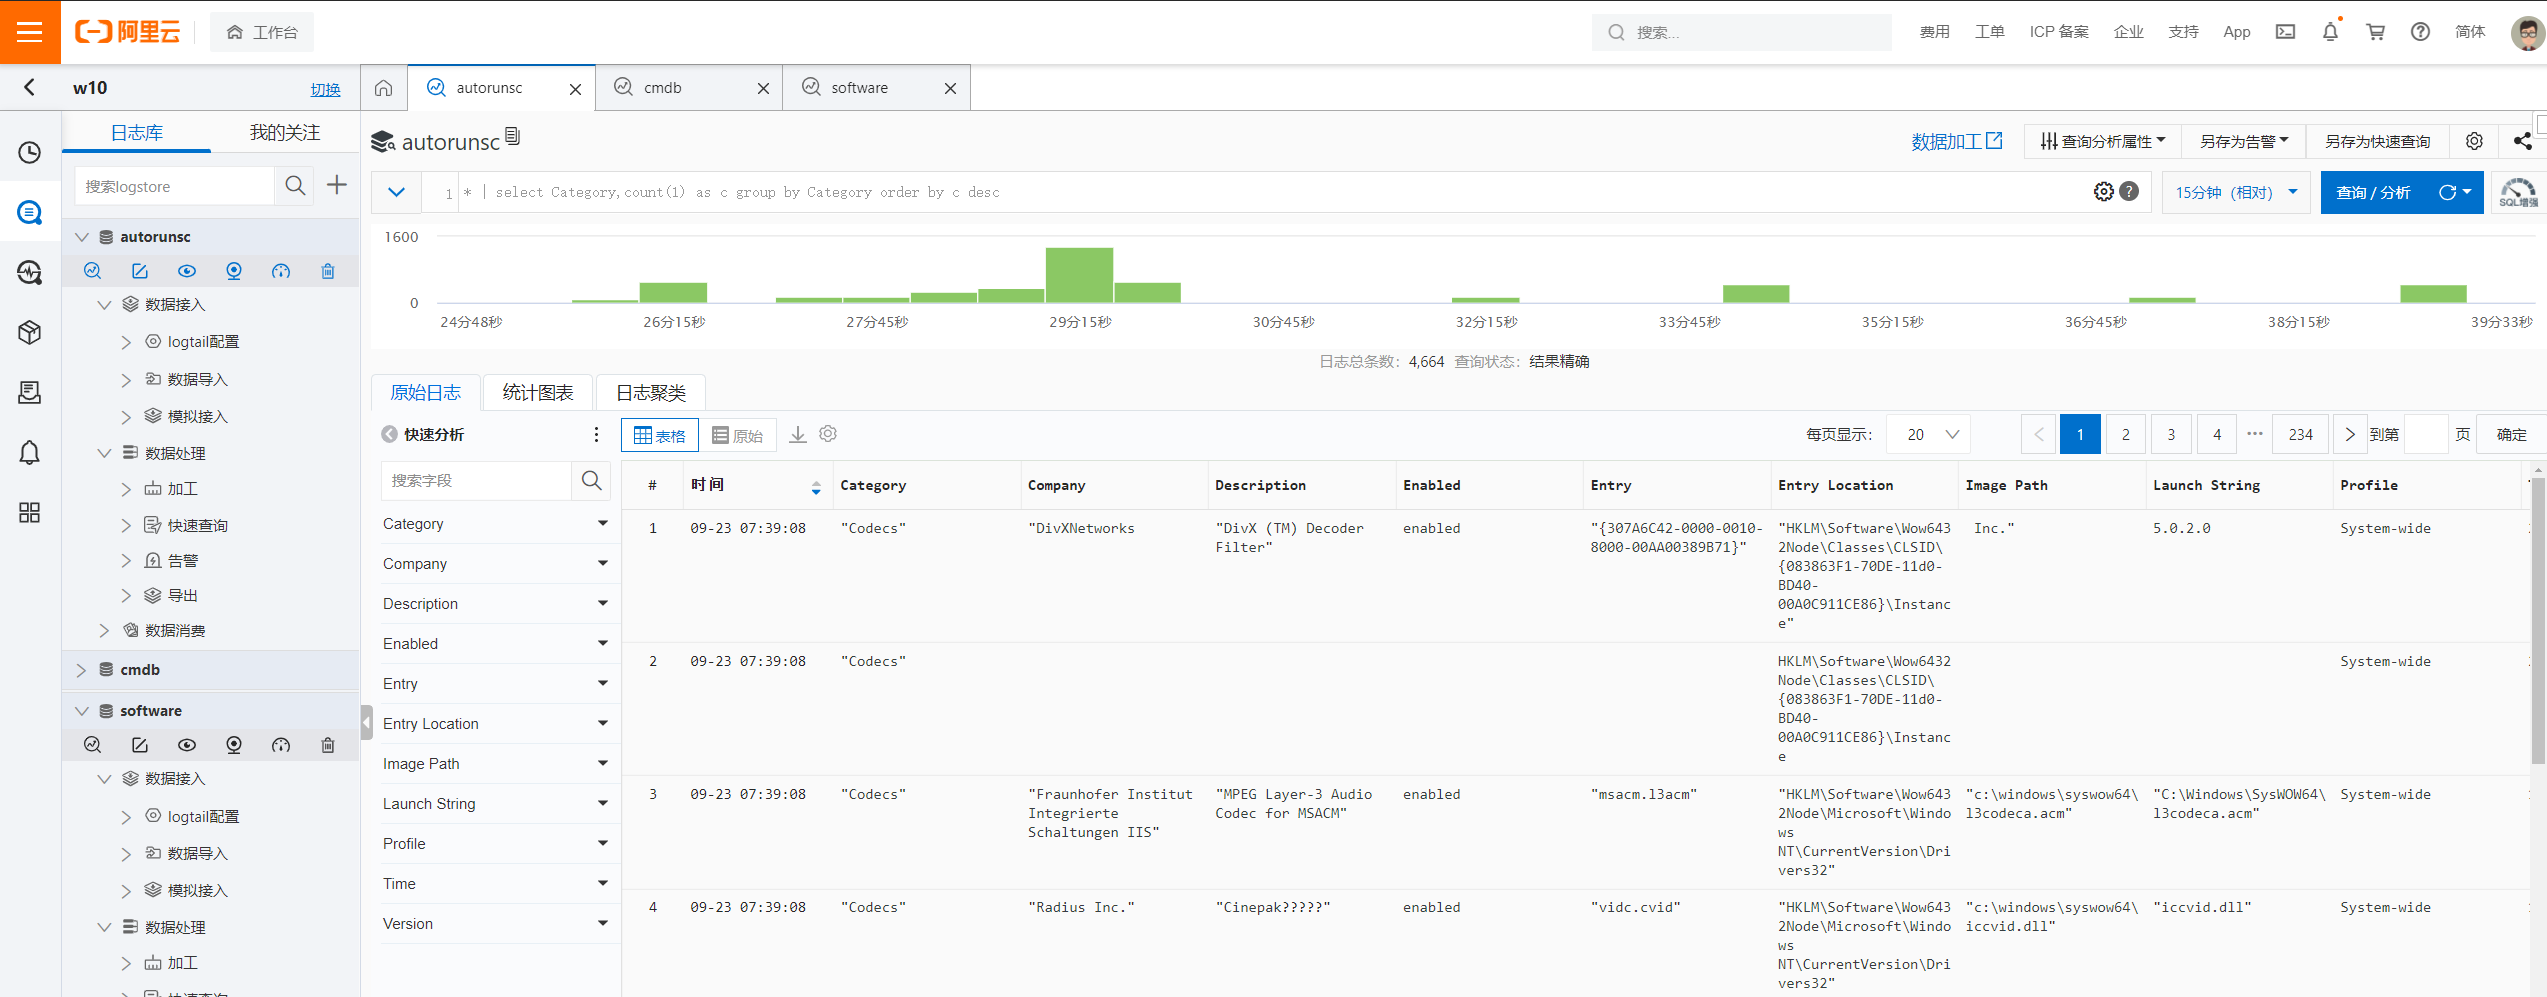 阿里云
工作台
搜索...
费用
工单
ICP 备案
企业
支持
App
简体
w10
切换
autorunsc
cmdb
software
日志库
我的关注
搜索logstore
autorunsc
数据接入
logtail配置
数据导入
模拟接入
数据处理
加工
快速查询
告警
导出
数据消费
cmdb
software
数据接入
logtail配置
数据导入
模拟接入
数据处理
加工
快速查询
autorunsc
数据加工
查询分析属性
另存为告警
另存为快速查询
1
* | select Category,count(1) as c group by Category order by c desc
15分钟（相对）
查询 / 分析
SQL增强
1600
0
24分48秒
26分15秒
27分45秒
29分15秒
30分45秒
32分15秒
33分45秒
35分15秒
36分45秒
38分15秒
39分33秒
日志总条数：4,664 查询状态：结果精确
原始日志
统计图表
日志聚类
快速分析
搜索字段
Category
Company
Description
Enabled
Entry
Entry Location
Image Path
Launch String
Profile
Time
Version
表格
原始
每页显示：
20
1
2
3
4
···
234
到第
页
确定
#
时间
Category
Company
Description
Enabled
Entry
Entry Location
Image Path
Launch String
Profile
1
09-23 07:39:08
"Codecs"
"DivXNetworks
"DivX (TM) Decoder
Filter"
enabled
"{307A6C42-0000-0010-
8000-00AA00389B71}"
"HKLM\Software\Wow643
2Node\Classes\CLSID\
{083863F1-70DE-11d0-
BD40-
00A0C911CE86}\Instanc
e"
Inc."
5.0.2.0
System-wide
2
09-23 07:39:08
"Codecs"
HKLM\Software\Wow6432
Node\Classes\CLSID\
{083863F1-70DE-11d0-
BD40-
00A0C911CE86}\Instanc
e
System-wide
3
09-23 07:39:08
"Codecs"
"Fraunhofer Institut
Integrierte
Schaltungen IIS"
"MPEG Layer-3 Audio
Codec for MSACM"
enabled
"msacm.l3acm"
"HKLM\Software\Wow643
2Node\Microsoft\Windo
ws
NT\CurrentVersion\Dri
vers32"
"c:\windows\syswow64\
l3codeca.acm"
"C:\Windows\SysWOW64\
l3codeca.acm"
System-wide
4
09-23 07:39:08
"Codecs"
"Radius Inc."
"Cinepak?????"
enabled
"vidc.cvid"
"HKLM\Software\Wow643
2Node\Microsoft\Windo
ws
NT\CurrentVersion\Dri
vers32"
"c:\windows\syswow64\
iccvid.dll"
"iccvid.dll"
System-wide